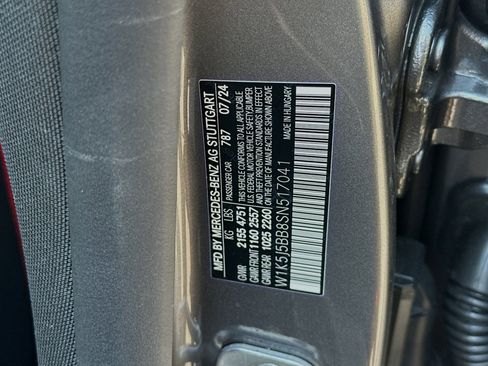 MFD BY MERCEDES-BENZ AG STUTTGART 07/24
KG LBS PASSENGER CAR 787
GVWR 2155 4751 THIS VEHICLE CONFORMS TO ALL APPLICABLE
GAWR FRONT 1160 2557 U.S. FEDERAL MOTOR VEHICLE SAFETY/BUMPER
GAWR REAR 1025 2260 AND THEFT PREVENTION STANDARDS IN EFFECT
ON THE DATE OF MANUFACTURE SHOWN ABOVE
W1K5J5BB8SN517041 MADE IN HUNGARY